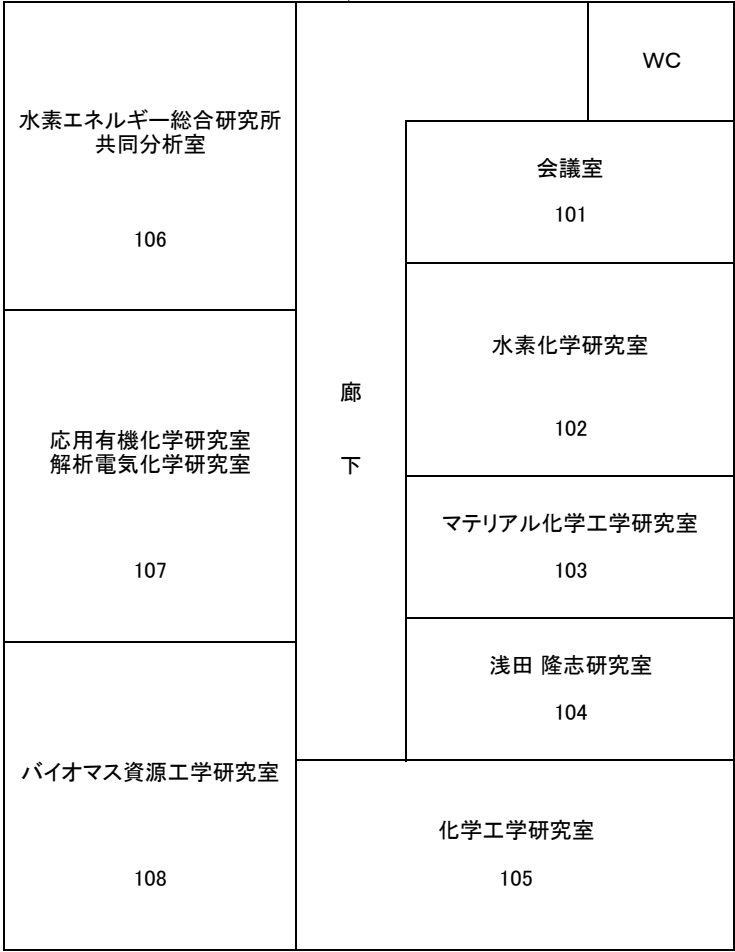 WC
水素エネルギー総合研究所
共同分析室
106
会議室
101
水素化学研究室
102
廊
下
応用有機化学研究室
解析電気化学研究室
107
マテリアル化学工学研究室
103
浅田 隆志研究室
104
バイオマス資源工学研究室
108
化学工学研究室
105